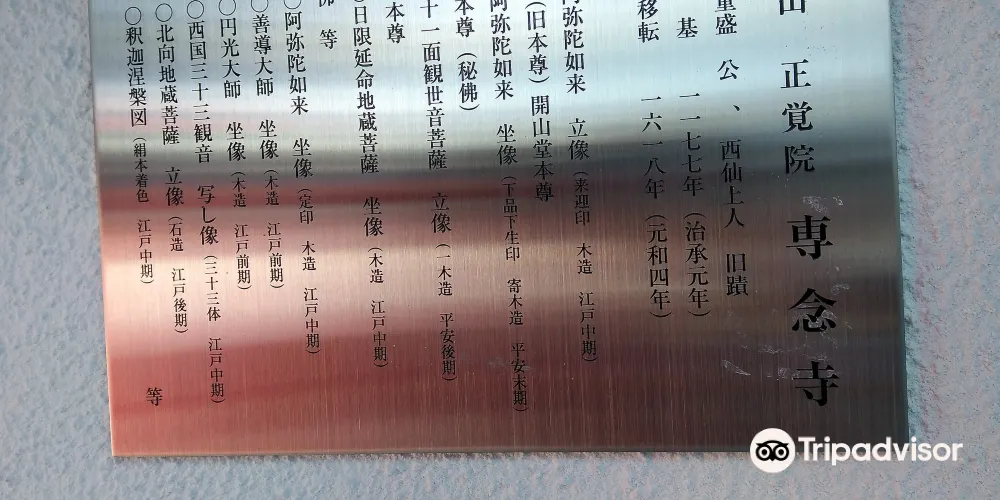 山 正覚院 専念寺
重盛公、西仙上人 旧蹟
基 一一七七年(治承元年)
移転 一六一八年(元和四年)
阿弥陀如来 立像(来迎印 木造 江戸中期)
(旧本尊)開山堂本尊
阿弥陀如来 坐像(下品下生印 寄木造 平安末期)
本尊(秘佛)
十一面観世音菩薩 立像(一木造 平安後期)
本尊
日限延命地蔵菩薩 坐像(木造 江戸中期)
佛 等
○阿弥陀如来 坐像(定印 木造 江戸中期)
○善導大師 坐像(木造 江戸前期)
○円光大師 坐像(木造 江戸前期)
○西国三十三観音 写し像(三十三体 江戸中期)
○北向地蔵菩薩 立像(石造 江戸後期)
○釈迦涅槃図(絹本着色 江戸中期)
等
Tripadvisor